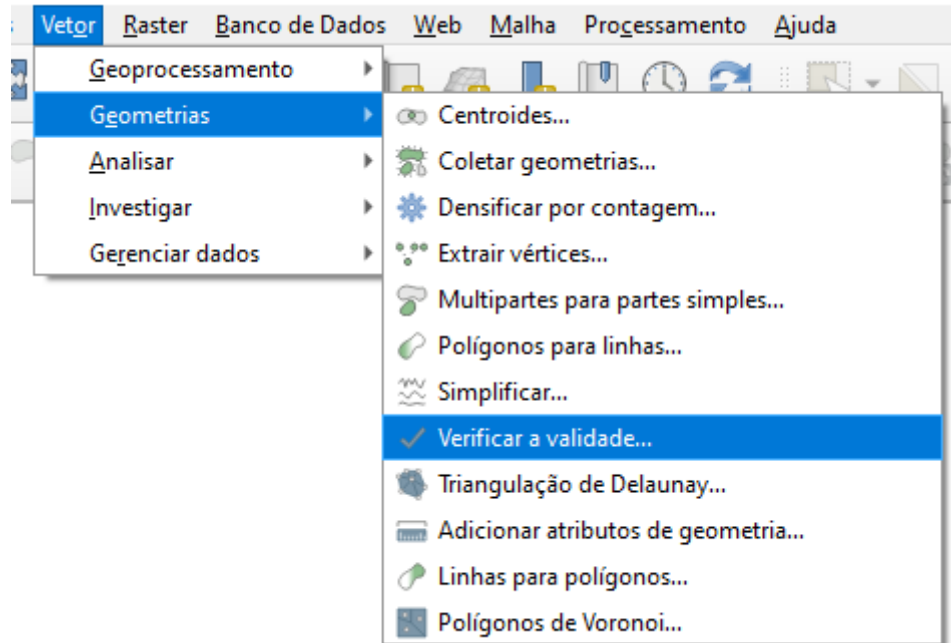 Vetor Raster Banco de Dados Web Malha Processamento Ajuda
Geoprocessamento
Geometrias
Analisar
Investigar
Gerenciar dados
Centroides...
Coletar geometrias...
Densificar por contagem...
Extrair vértices...
Multipartes para partes simples...
Polígonos para linhas...
Simplificar...
Verificar a validade...
Triangulação de Delaunay...
Adicionar atributos de geometria...
Linhas para polígonos...
Polígonos de Voronoi...